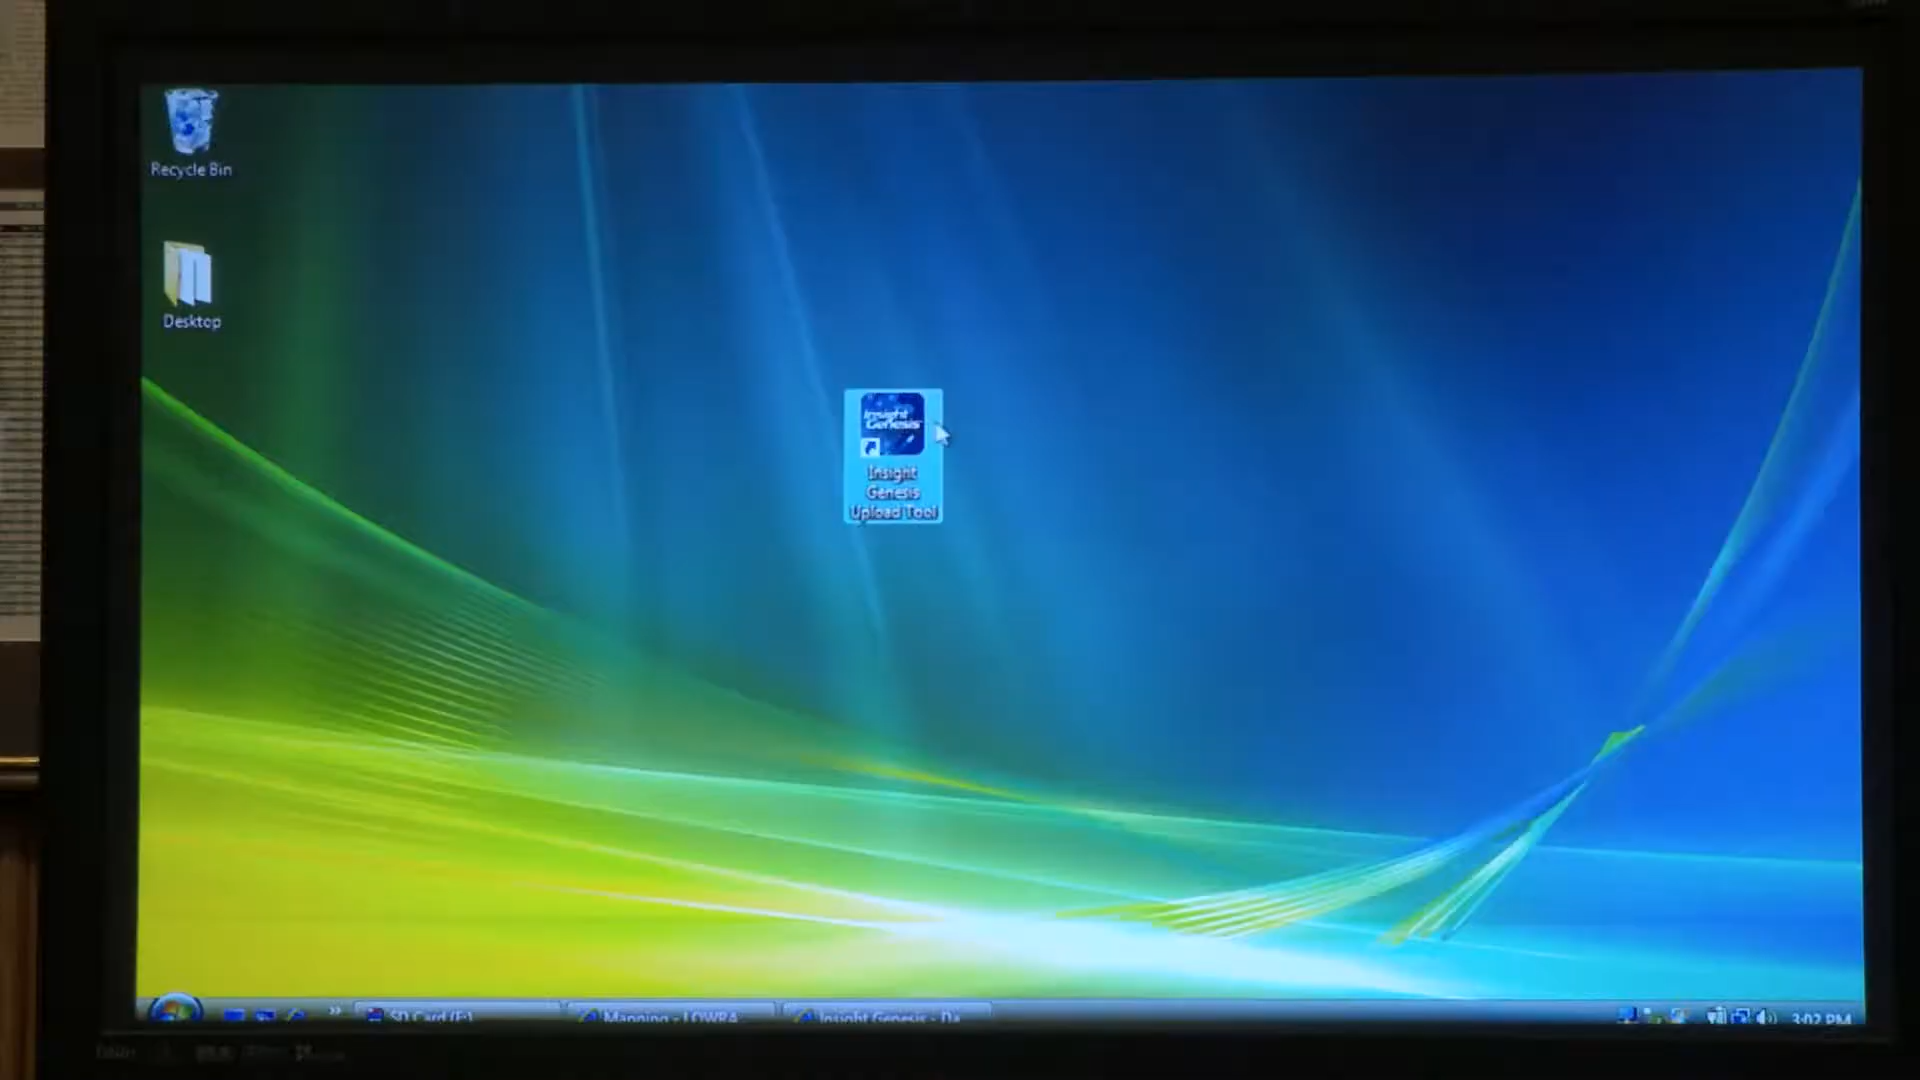 Recycle Bin
Desktop
Insight
Genesis
Insight
Genesis
Upload Tool
SD Card (F:)
Mapping - LOWRA
Insight Genesis - Da
3:02 PM